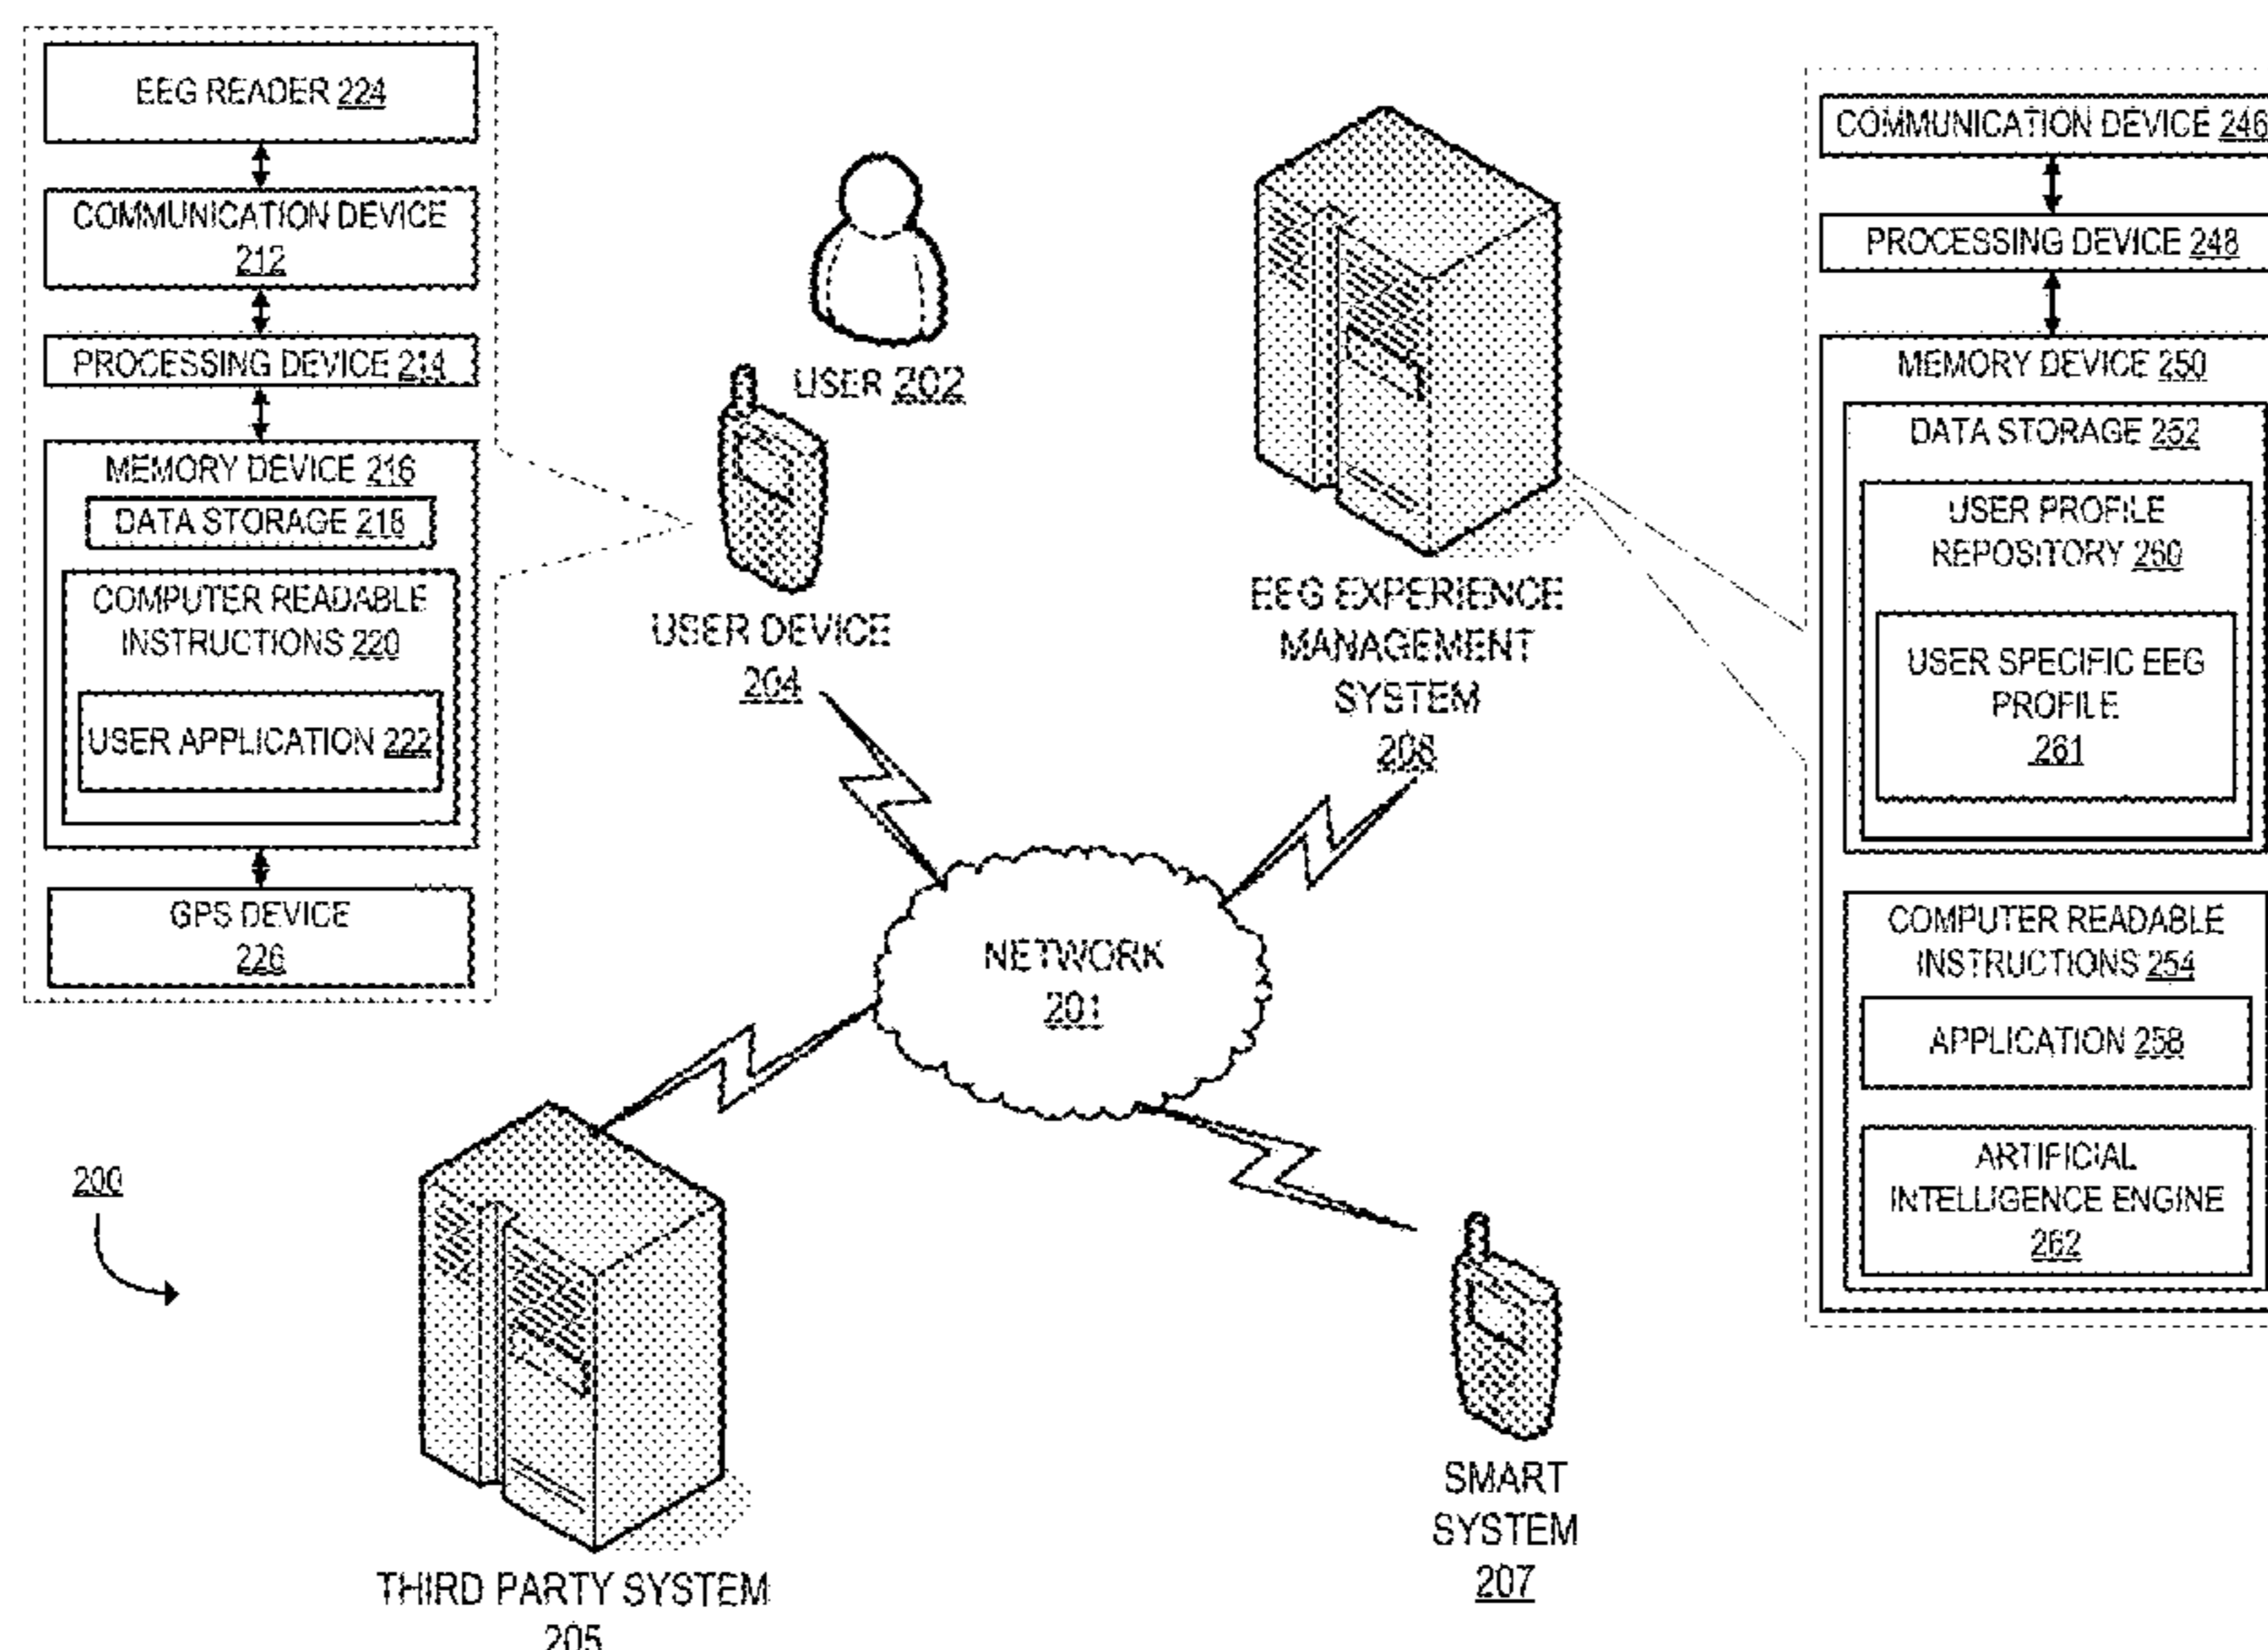 EEG READER 224
COMMUNICATION DEVICE
212
PROCESSING DEVICE 214
MEMORY DEVICE 216
DATA STORAGE 218
COMPUTER READABLE
INSTRUCTIONS 220
USER APPLICATION 222
GPS DEVICE
226
USER 202
USER DEVICE
204
EEG EXPERIENCE
MANAGEMENT
SYSTEM
208
COMMUNICATION DEVICE 246
PROCESSING DEVICE 248
MEMORY DEVICE 250
DATA STORAGE 252
USER PROFILE
REPOSITORY 260
USER SPECIFIC EEG
PROFILE
261
COMPUTER READABLE
INSTRUCTIONS 254
APPLICATION 258
ARTIFICIAL
INTELLIGENCE ENGINE
262
NETWORK
201
200
THIRD PARTY SYSTEM
205
SMART
SYSTEM
207